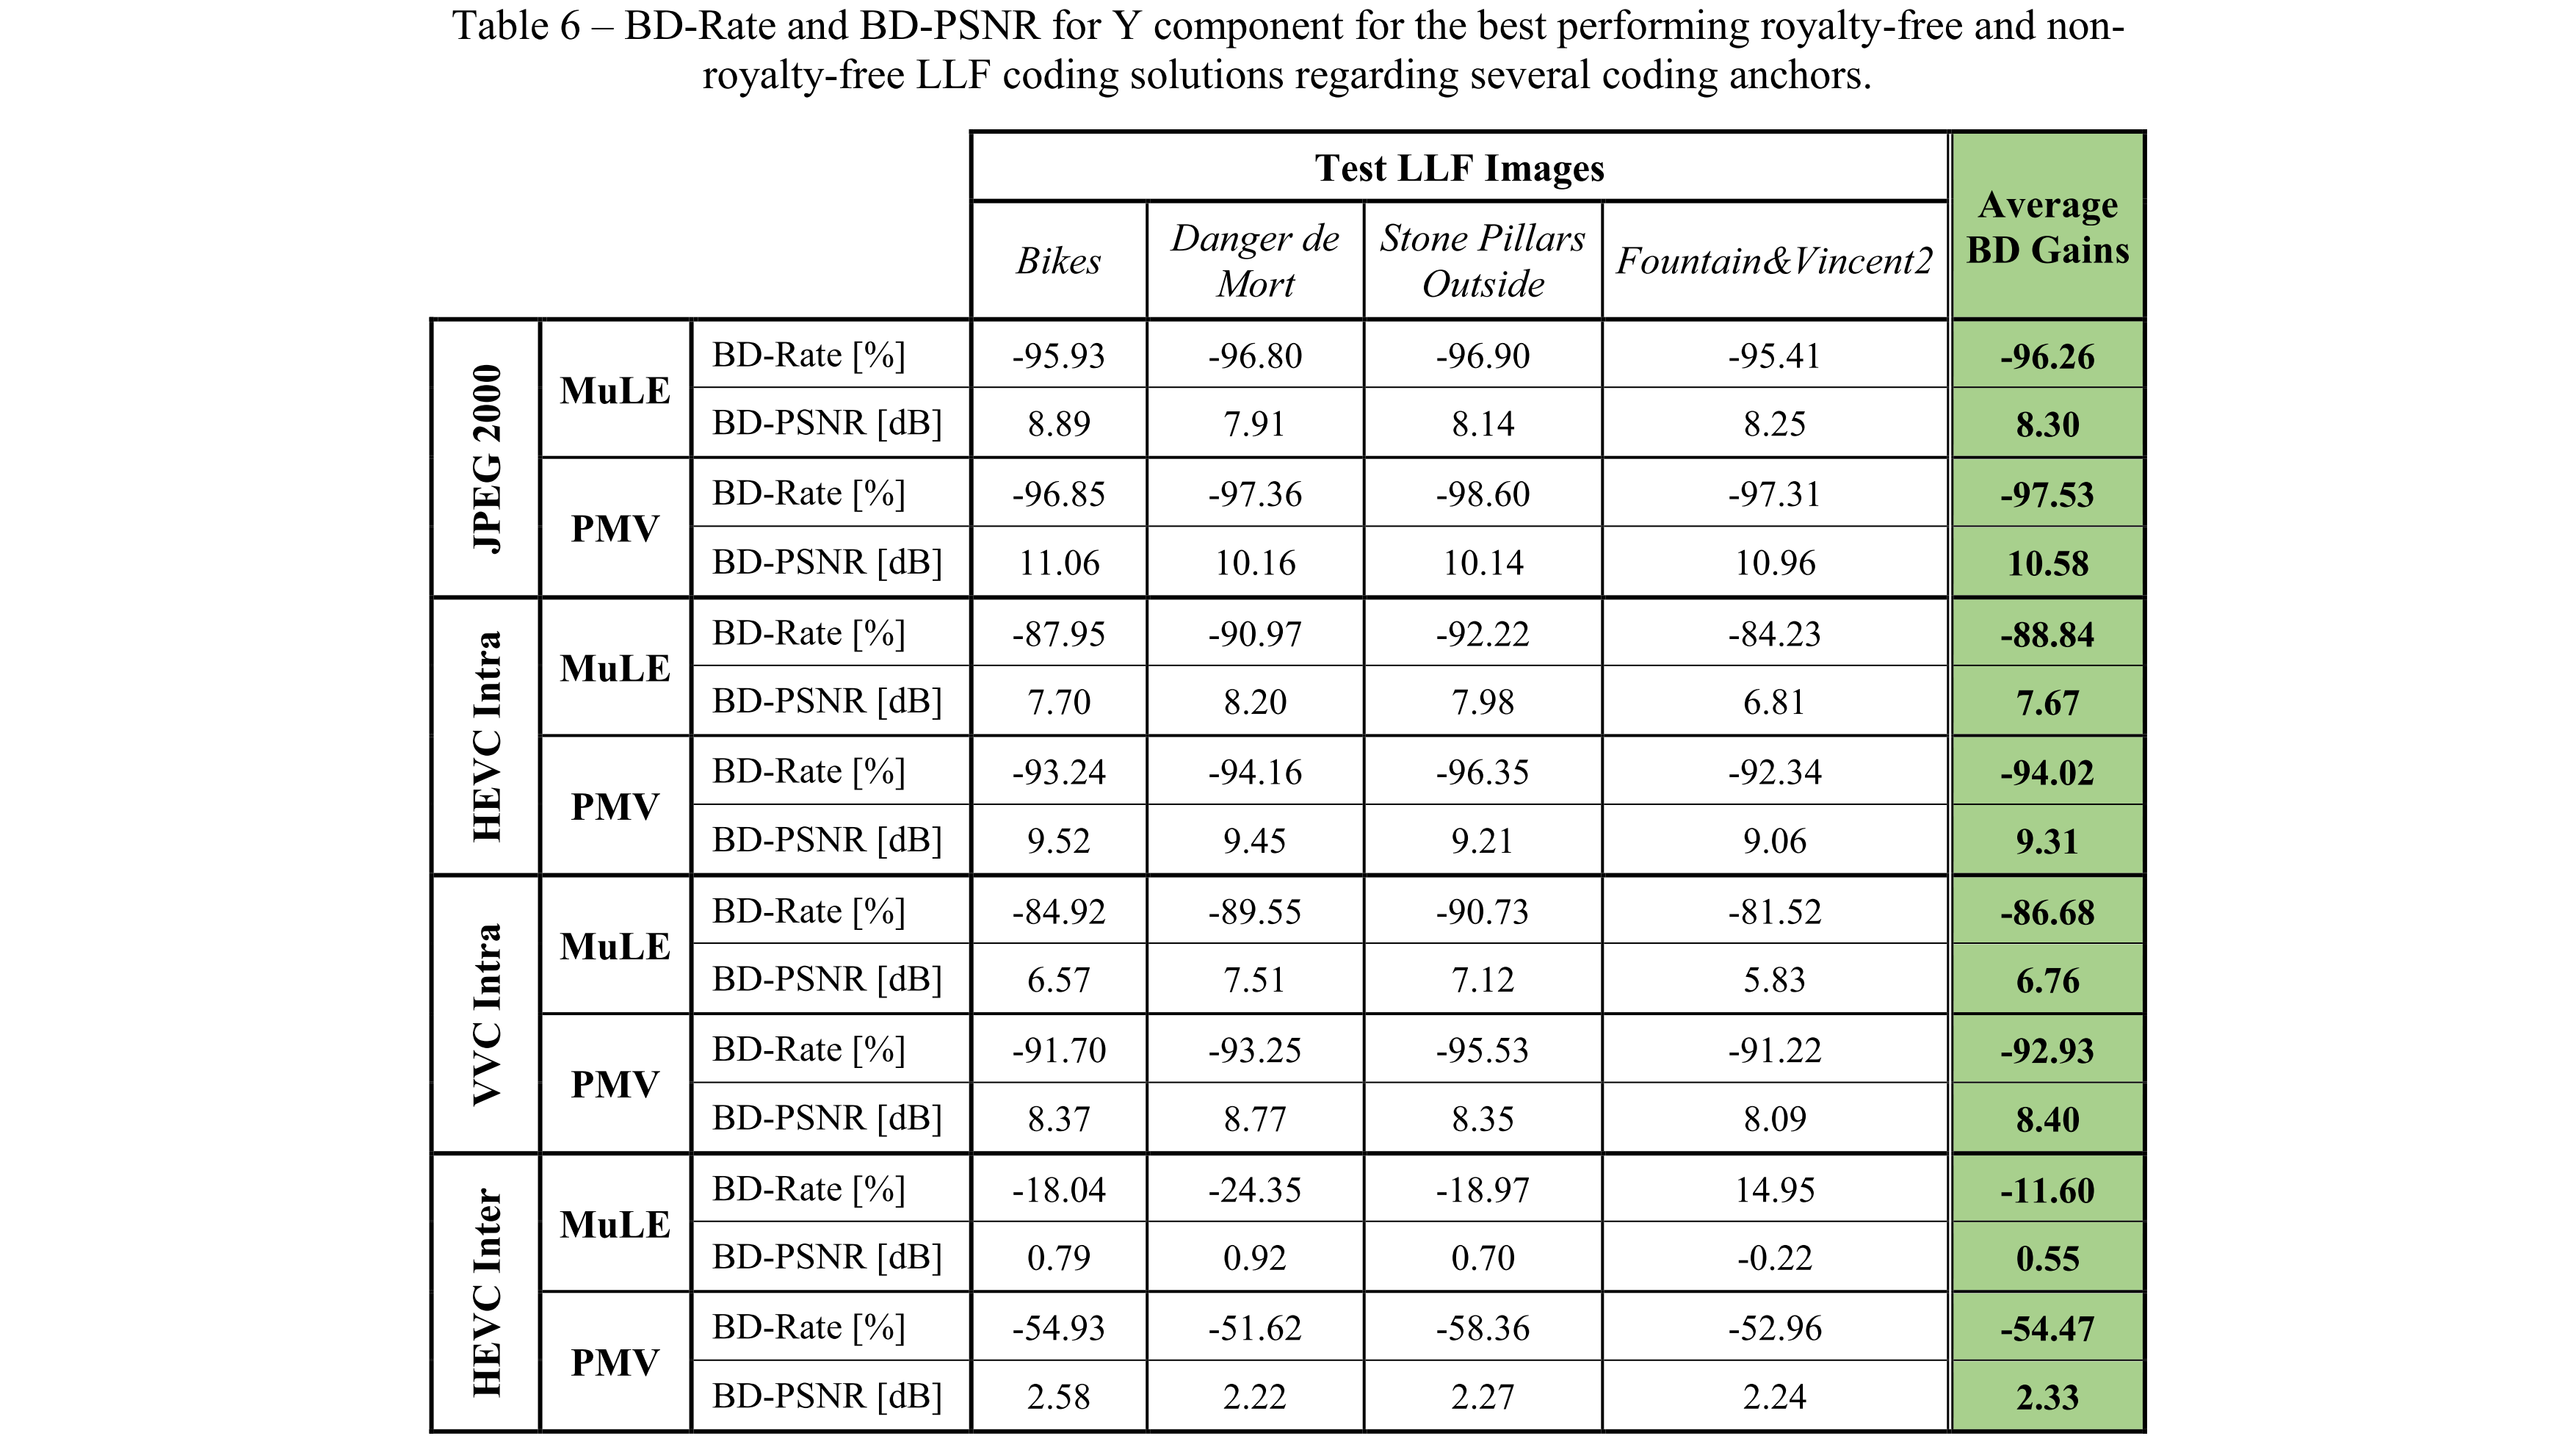 Table 6 – BD-Rate and BD-PSNR for Y component for the best performing royalty-free and non-
royalty-free LLF coding solutions regarding several coding anchors.
Test LLF Images
Average
BD Gains
Bikes
Danger de
Mort
Stone Pillars
Outside
Fountain&Vincent2
JPEG 2000
MuLE
BD-Rate [%] -95.93 -96.80 -96.90 -95.41 -96.26
BD-PSNR [dB] 8.89 7.91 8.14 8.25 8.30
PMV
BD-Rate [%] -96.85 -97.36 -98.60 -97.31 -97.53
BD-PSNR [dB] 11.06 10.16 10.14 10.96 10.58
HEVC Intra
MuLE
BD-Rate [%] -87.95 -90.97 -92.22 -84.23 -88.84
BD-PSNR [dB] 7.70 8.20 7.98 6.81 7.67
PMV
BD-Rate [%] -93.24 -94.16 -96.35 -92.34 -94.02
BD-PSNR [dB] 9.52 9.45 9.21 9.06 9.31
VVC Intra
MuLE
BD-Rate [%] -84.92 -89.55 -90.73 -81.52 -86.68
BD-PSNR [dB] 6.57 7.51 7.12 5.83 6.76
PMV
BD-Rate [%] -91.70 -93.25 -95.53 -91.22 -92.93
BD-PSNR [dB] 8.37 8.77 8.35 8.09 8.40
HEVC Inter
MuLE
BD-Rate [%] -18.04 -24.35 -18.97 14.95 -11.60
BD-PSNR [dB] 0.79 0.92 0.70 -0.22 0.55
PMV
BD-Rate [%] -54.93 -51.62 -58.36 -52.96 -54.47
BD-PSNR [dB] 2.58 2.22 2.27 2.24 2.33